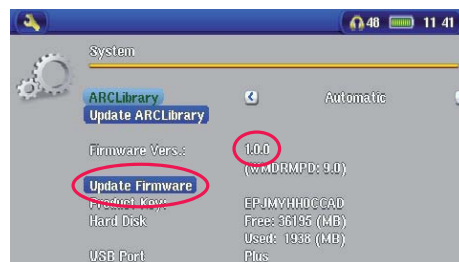 48 11 41
System
ARCLibrary Automatic
Update ARCLibrary
Firmware Vers.: 1.0.0
(WMDRMPD: 9.0)
Update Firmware
Product Key: EPJMYHH0CCAD
Hard Disk Free: 36195 (MB)
Used: 1938 (MB)
USB Port Plus